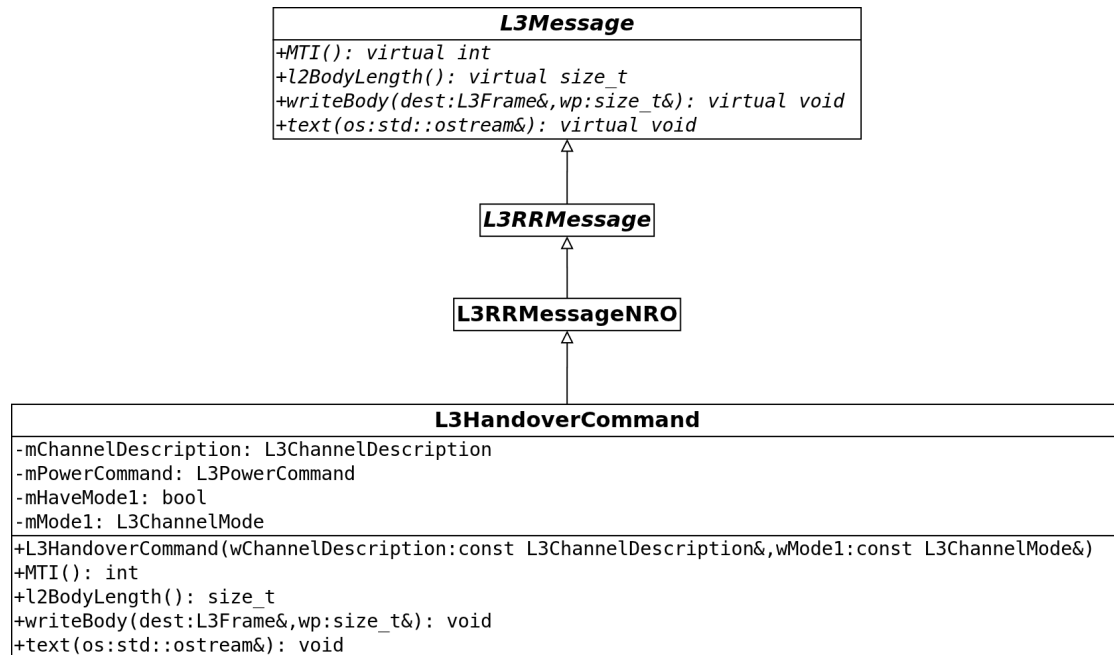 L3Message
+MTI(): virtual int
+l2BodyLength(): virtual size_t
+writeBody(dest:L3Frame&,wp:size_t&): virtual void
+text(os:std::ostream&): virtual void
L3RRMessage
L3RRMessageNRO
L3HandoverCommand
-mChannelDescription: L3ChannelDescription
-mPowerCommand: L3PowerCommand
-mHaveMode1: bool
-mMode1: L3ChannelMode
+L3HandoverCommand(wChannelDescription:const L3ChannelDescription&,wMode1:const L3ChannelMode&)
+MTI(): int
+l2BodyLength(): size_t
+writeBody(dest:L3Frame&,wp:size_t&): void
+text(os:std::ostream&): void